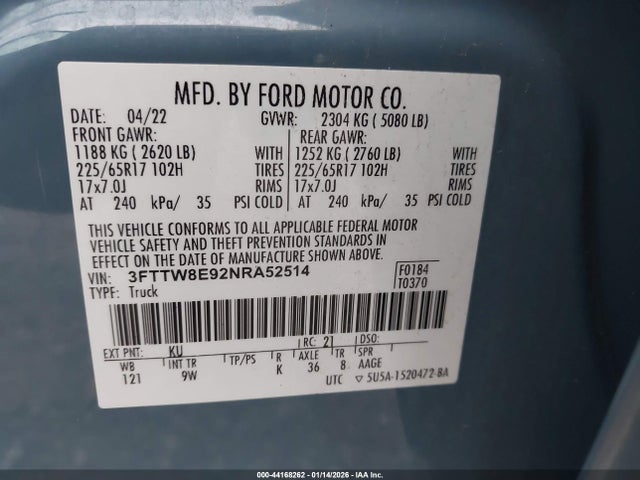 MFD. BY FORD MOTOR CO.
DATE: 04/22 GVWR: 2304 KG ( 5080 LB)
FRONT GAWR: REAR GAWR:
1188 KG ( 2620 LB) WITH 1252 KG ( 2760 LB) WITH
225/65R17 102H TIRES 225/65R17 102H TIRES
17x7.0J RIMS 17x7.0J RIMS
AT 240 kPa/ 35 PSI COLD AT 240 kPa/ 35 PSI COLD
THIS VEHICLE CONFORMS TO ALL APPLICABLE FEDERAL MOTOR
VEHICLE SAFETY AND THEFT PREVENTION STANDARDS IN
EFFECT ON THE DATE OF MANUFACTURE SHOWN ABOVE.
VIN: 3FTTW8E92NRA52514 F0184
TYPE: Truck T0370
EXT PNT: KU RC: 21 DSO:
WB INT TR TP/PS R AXLE TR SPR
121 9W K 36 8 AAGE
UTC ▽ 5U5A-1520472-BA
000-44168262 - 01/14/2026 - IAA Inc.